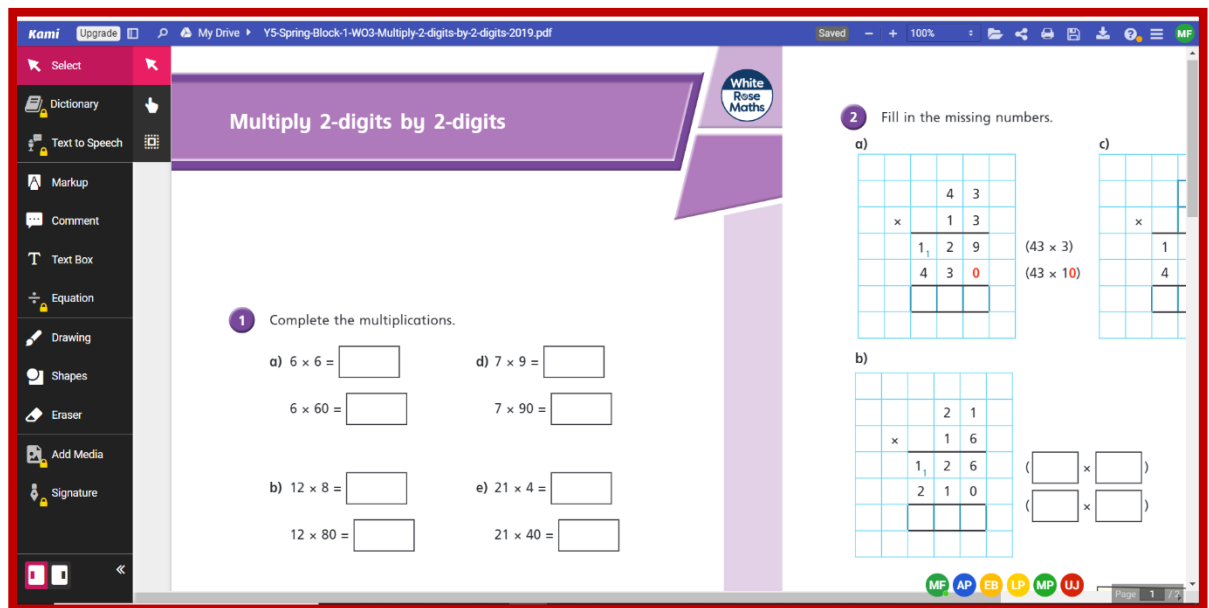 Kami Upgrade My Drive Y5-Spring-Block-1-WO3-Multiply-2-digits-by-2-digits-2019.pdf Saved − + 100% MF
Select
Dictionary
Text to Speech
Markup
Comment
T Text Box
Equation
Drawing
Shapes
Eraser
Add Media
Signature
«
White
Rose
Maths
Multiply 2-digits by 2-digits
1 Complete the multiplications.
a) 6 × 6 =
6 × 60 =
b) 12 × 8 =
12 × 80 =
d) 7 × 9 =
7 × 90 =
e) 21 × 4 =
21 × 40 =
2 Fill in the missing numbers.
a)
4 3
× 1 3
1 1 2 9 (43 × 3)
4 3 0 (43 × 10)
b)
2 1
× 1 6
1 1 2 6 ( × )
2 1 0 ( × )
c)
×
1
4
MF AP EB LP MP UJ
Page 1 / 2